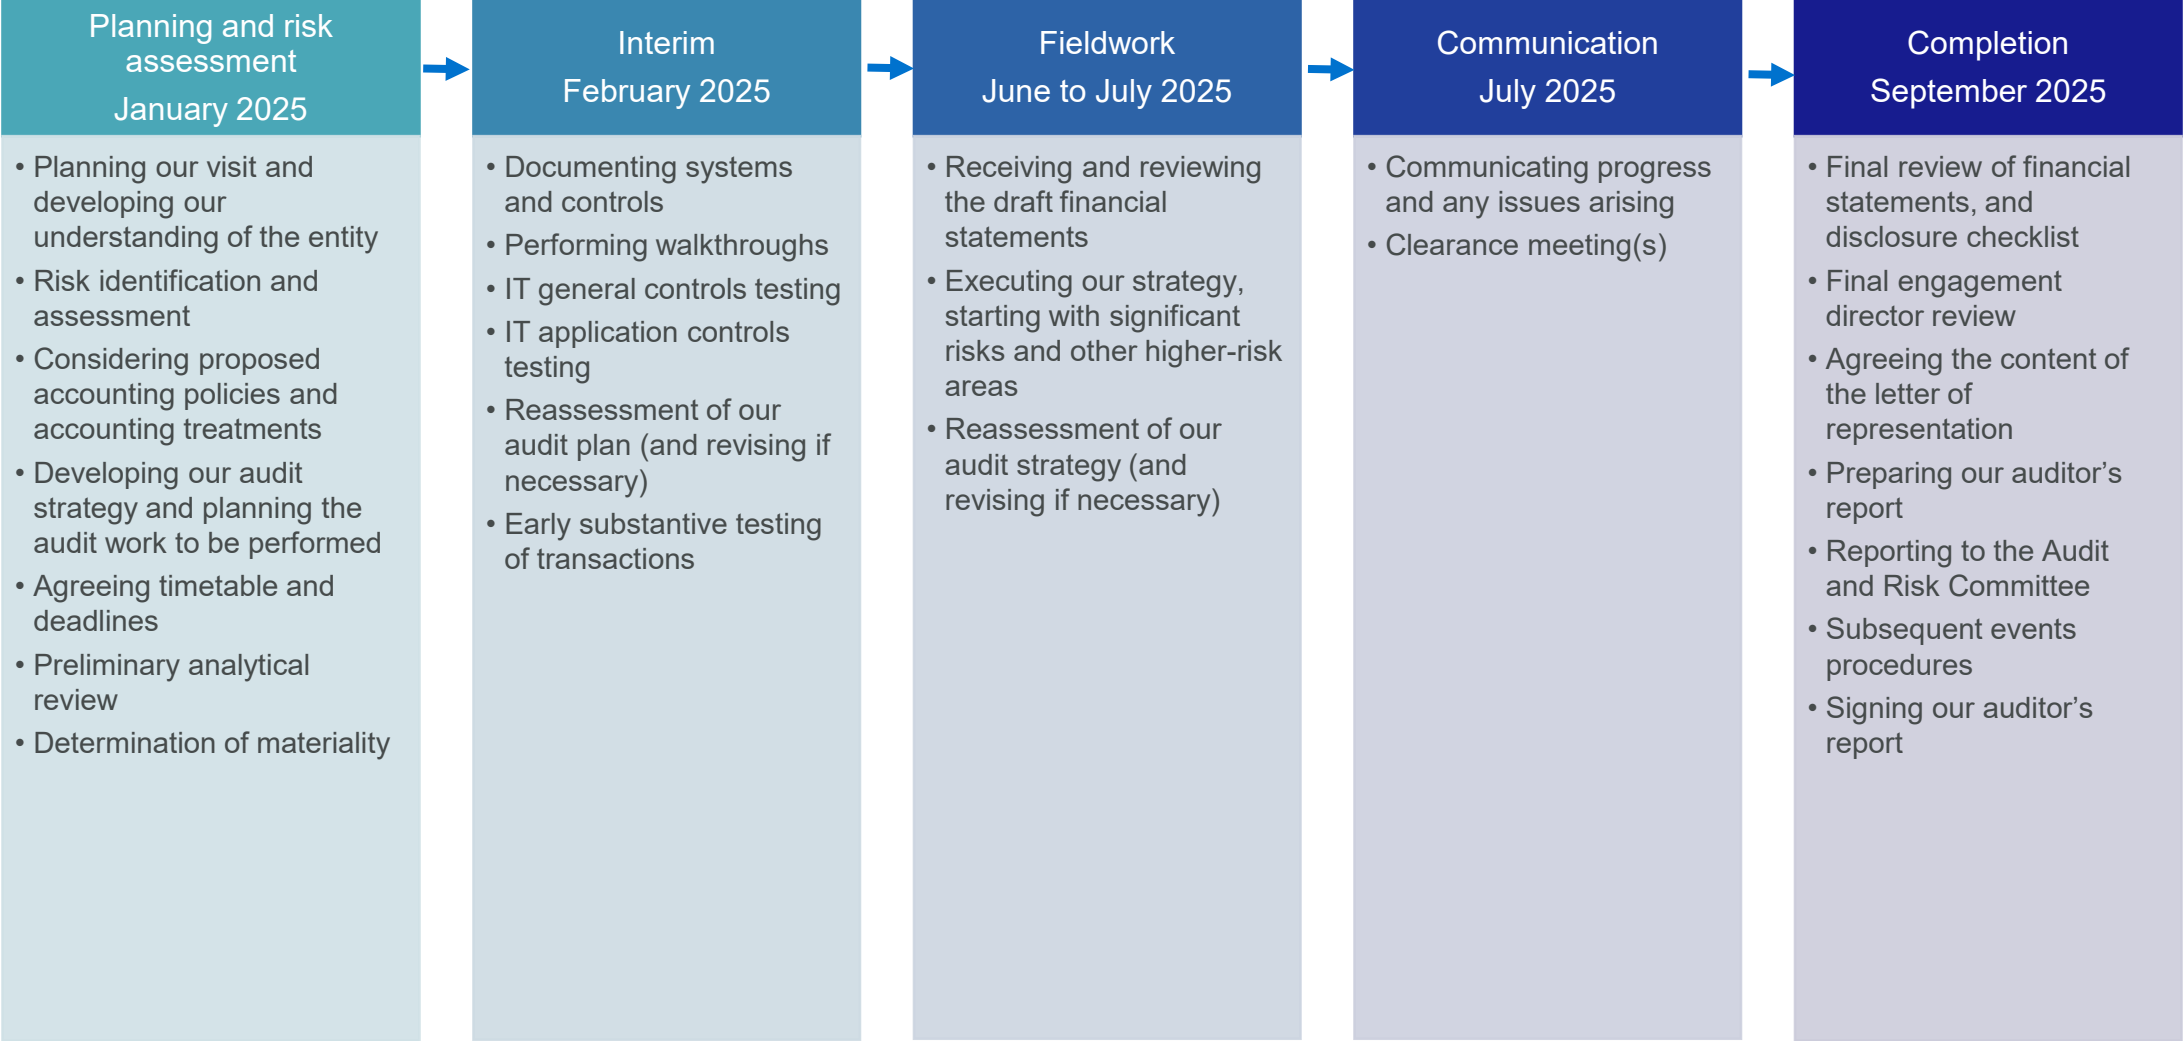 Planning and risk
assessment
January 2025
• Planning our visit and
developing our
understanding of the entity
• Risk identification and
assessment
• Considering proposed
accounting policies and
accounting treatments
• Developing our audit
strategy and planning the
audit work to be performed
• Agreeing timetable and
deadlines
• Preliminary analytical
review
• Determination of materiality
Interim
February 2025
• Documenting systems
and controls
• Performing walkthroughs
• IT general controls testing
• IT application controls
testing
• Reassessment of our
audit plan (and revising if
necessary)
• Early substantive testing
of transactions
Fieldwork
June to July 2025
• Receiving and reviewing
the draft financial
statements
• Executing our strategy,
starting with significant
risks and other higher-risk
areas
• Reassessment of our
audit strategy (and
revising if necessary)
Communication
July 2025
• Communicating progress
and any issues arising
• Clearance meeting(s)
Completion
September 2025
• Final review of financial
statements, and
disclosure checklist
• Final engagement
director review
• Agreeing the content of
the letter of
representation
• Preparing our auditor’s
report
• Reporting to the Audit
and Risk Committee
• Subsequent events
procedures
• Signing our auditor’s
report